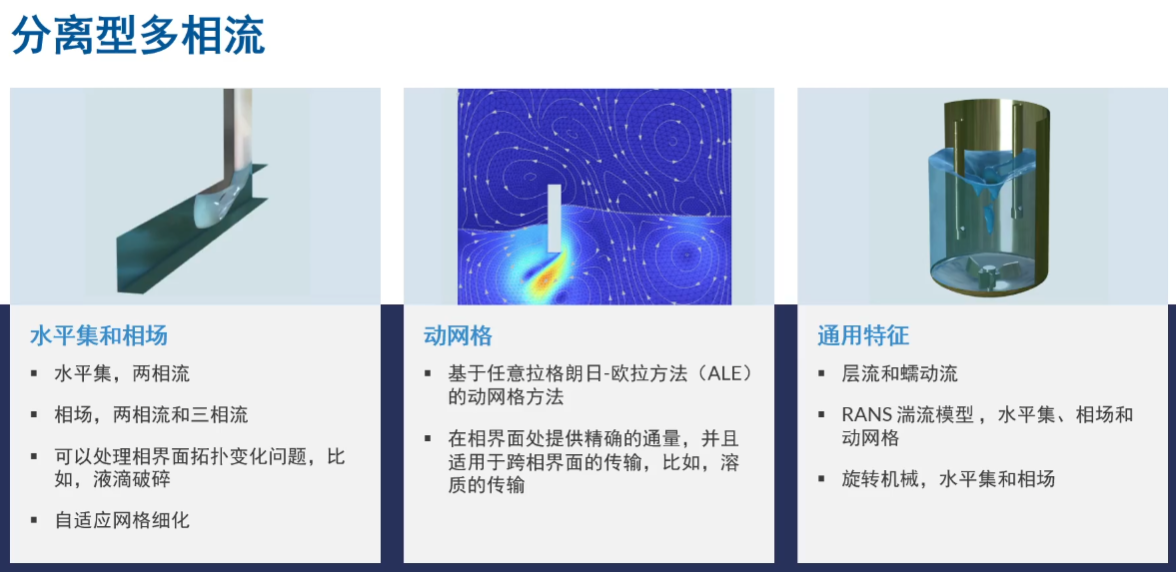 分离型多相流
水平集和相场
▪ 水平集，两相流
▪ 相场，两相流和三相流
▪ 可以处理相界面拓扑变化问题，比
如，液滴破碎
▪ 自适应网格细化
动网格
▪ 基于任意拉格朗日-欧拉方法（ALE）
的动网格方法
▪ 在相界面处提供精确的通量，并且
适用于跨相界面的传输，比如，溶
质的传输
通用特征
▪ 层流和蠕动流
▪ RANS 湍流模型，水平集、相场和
动网格
▪ 旋转机械，水平集和相场